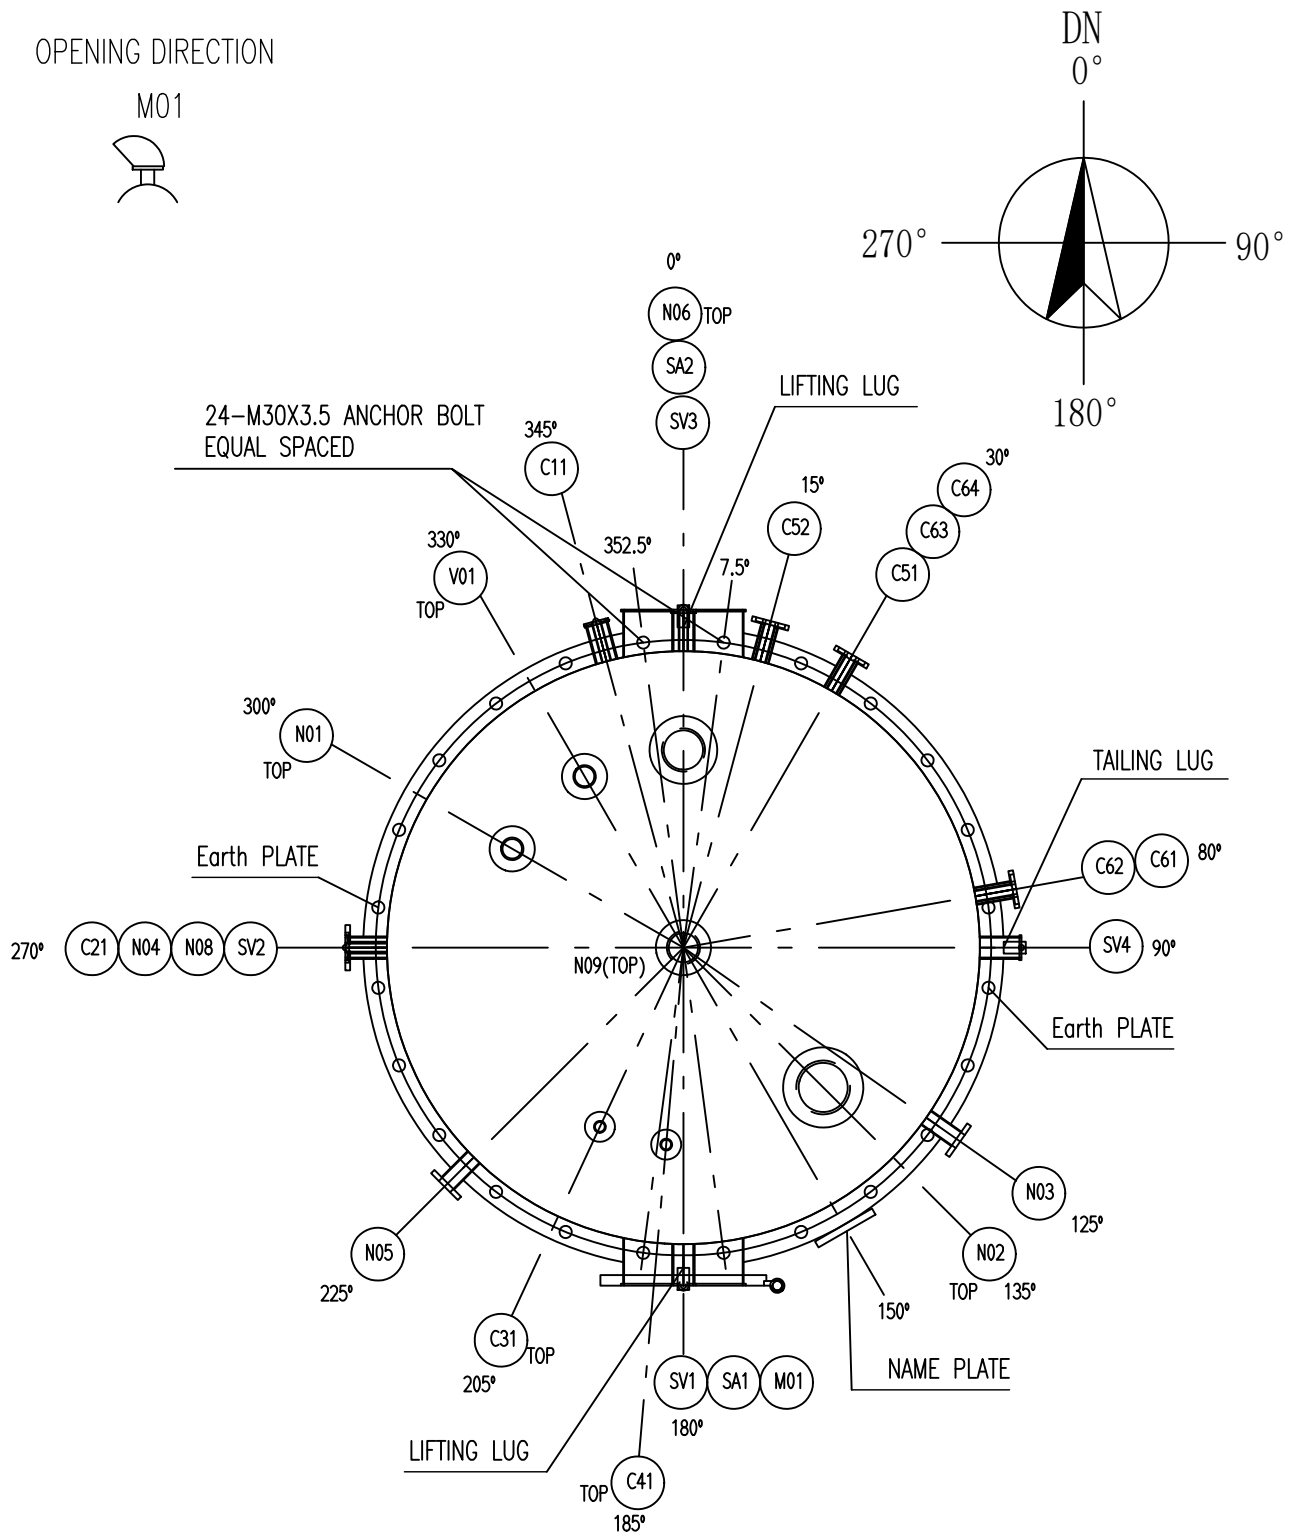 OPENING DIRECTION
M01
DN
0°
270°
90°
180°
0°
N06 TOP
SA2
SV3
LIFTING LUG
24-M30X3.5 ANCHOR BOLT
EQUAL SPACED
345°
C11
15°
C52
30°
C64
C63
C51
330°
V01
TOP
352.5°
7.5°
300°
N01
TOP
TAILING LUG
Earth PLATE
C62 C61 80°
270° C21 N04 N08 SV2
N09(TOP)
SV4 90°
Earth PLATE
N03
125°
N05
225°
N02
TOP 135°
150°
C31 TOP
205°
SV1 SA1 M01
180°
NAME PLATE
LIFTING LUG
TOP C41
185°